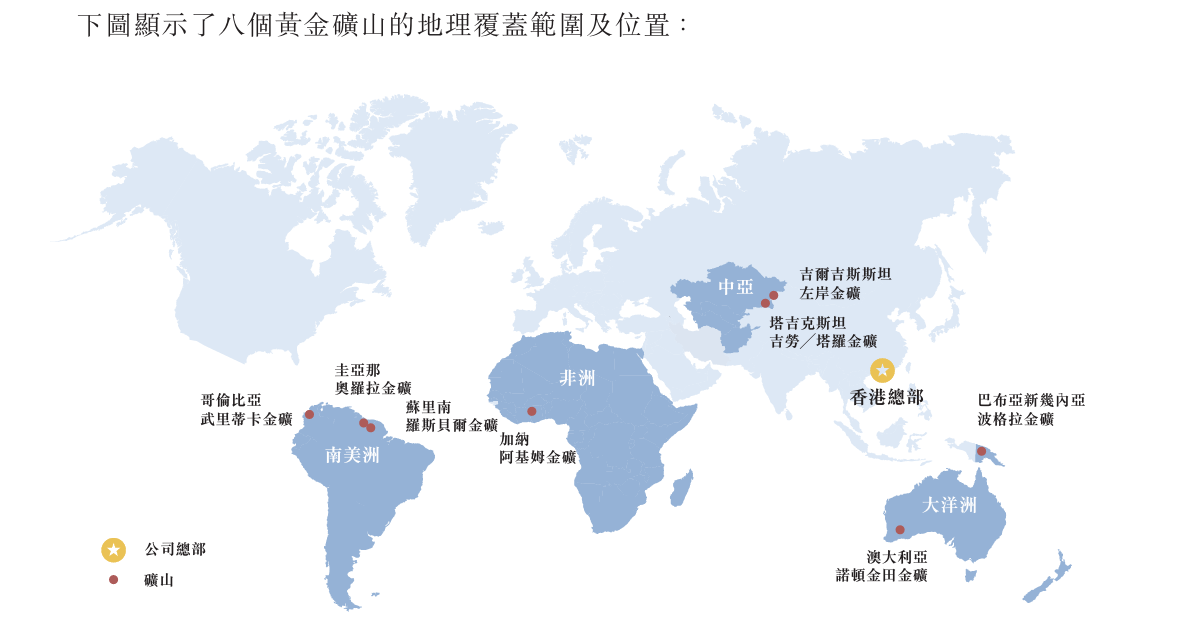 下圖顯示了八個黃金礦山的地理覆蓋範圍及位置：
中亞
吉爾吉斯斯坦
左岸金礦
塔吉克斯坦
吉勞╱塔羅金礦
非洲
圭亞那
奧羅拉金礦
香港總部
哥倫比亞
武里蒂卡金礦
蘇里南
羅斯貝爾金礦
巴布亞新幾內亞
波格拉金礦
加納
阿基姆金礦
南美洲
大洋洲
公司總部
澳大利亞
諾頓金田金礦
礦山